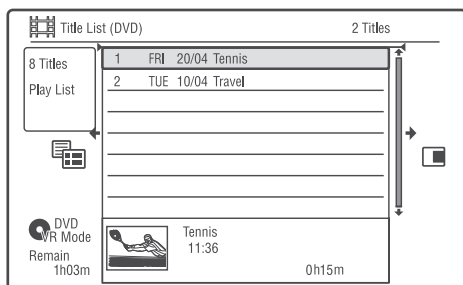 Title List (DVD) 2 Titles
8 Titles
Play List
1 FRI 20/04 Tennis
2 TUE 10/04 Travel
DVD
VR Mode
Remain
1h03m
Tennis
11:36
0h15m